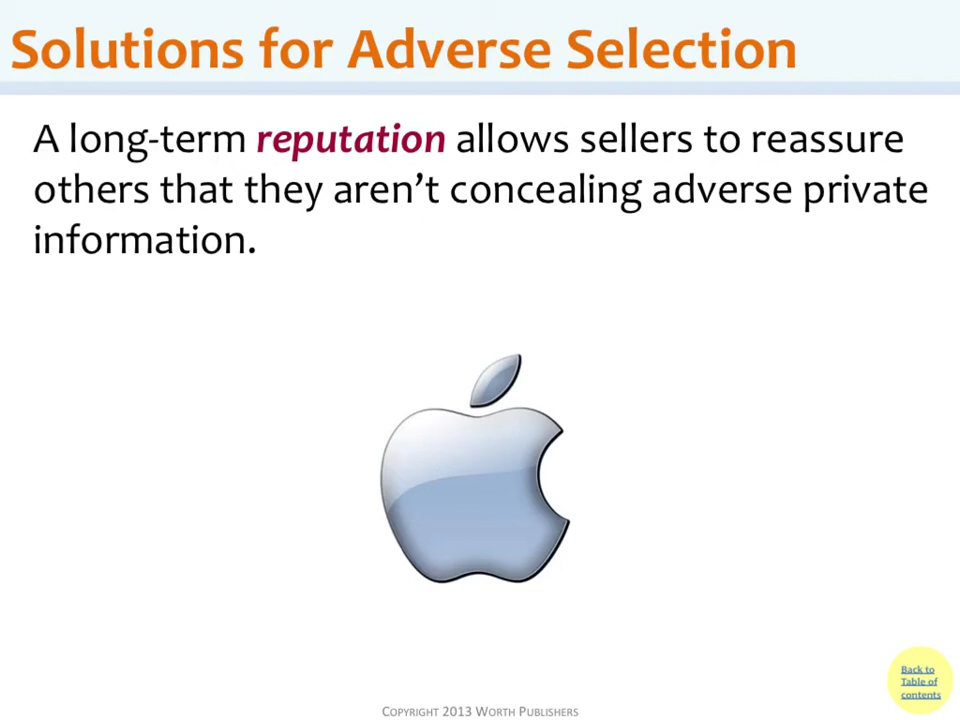 Solutions for Adverse Selection
A long-term reputation allows sellers to reassure
others that they aren’t concealing adverse private
information.
Back to
Table of
contents
Copyright 2013 Worth Publishers